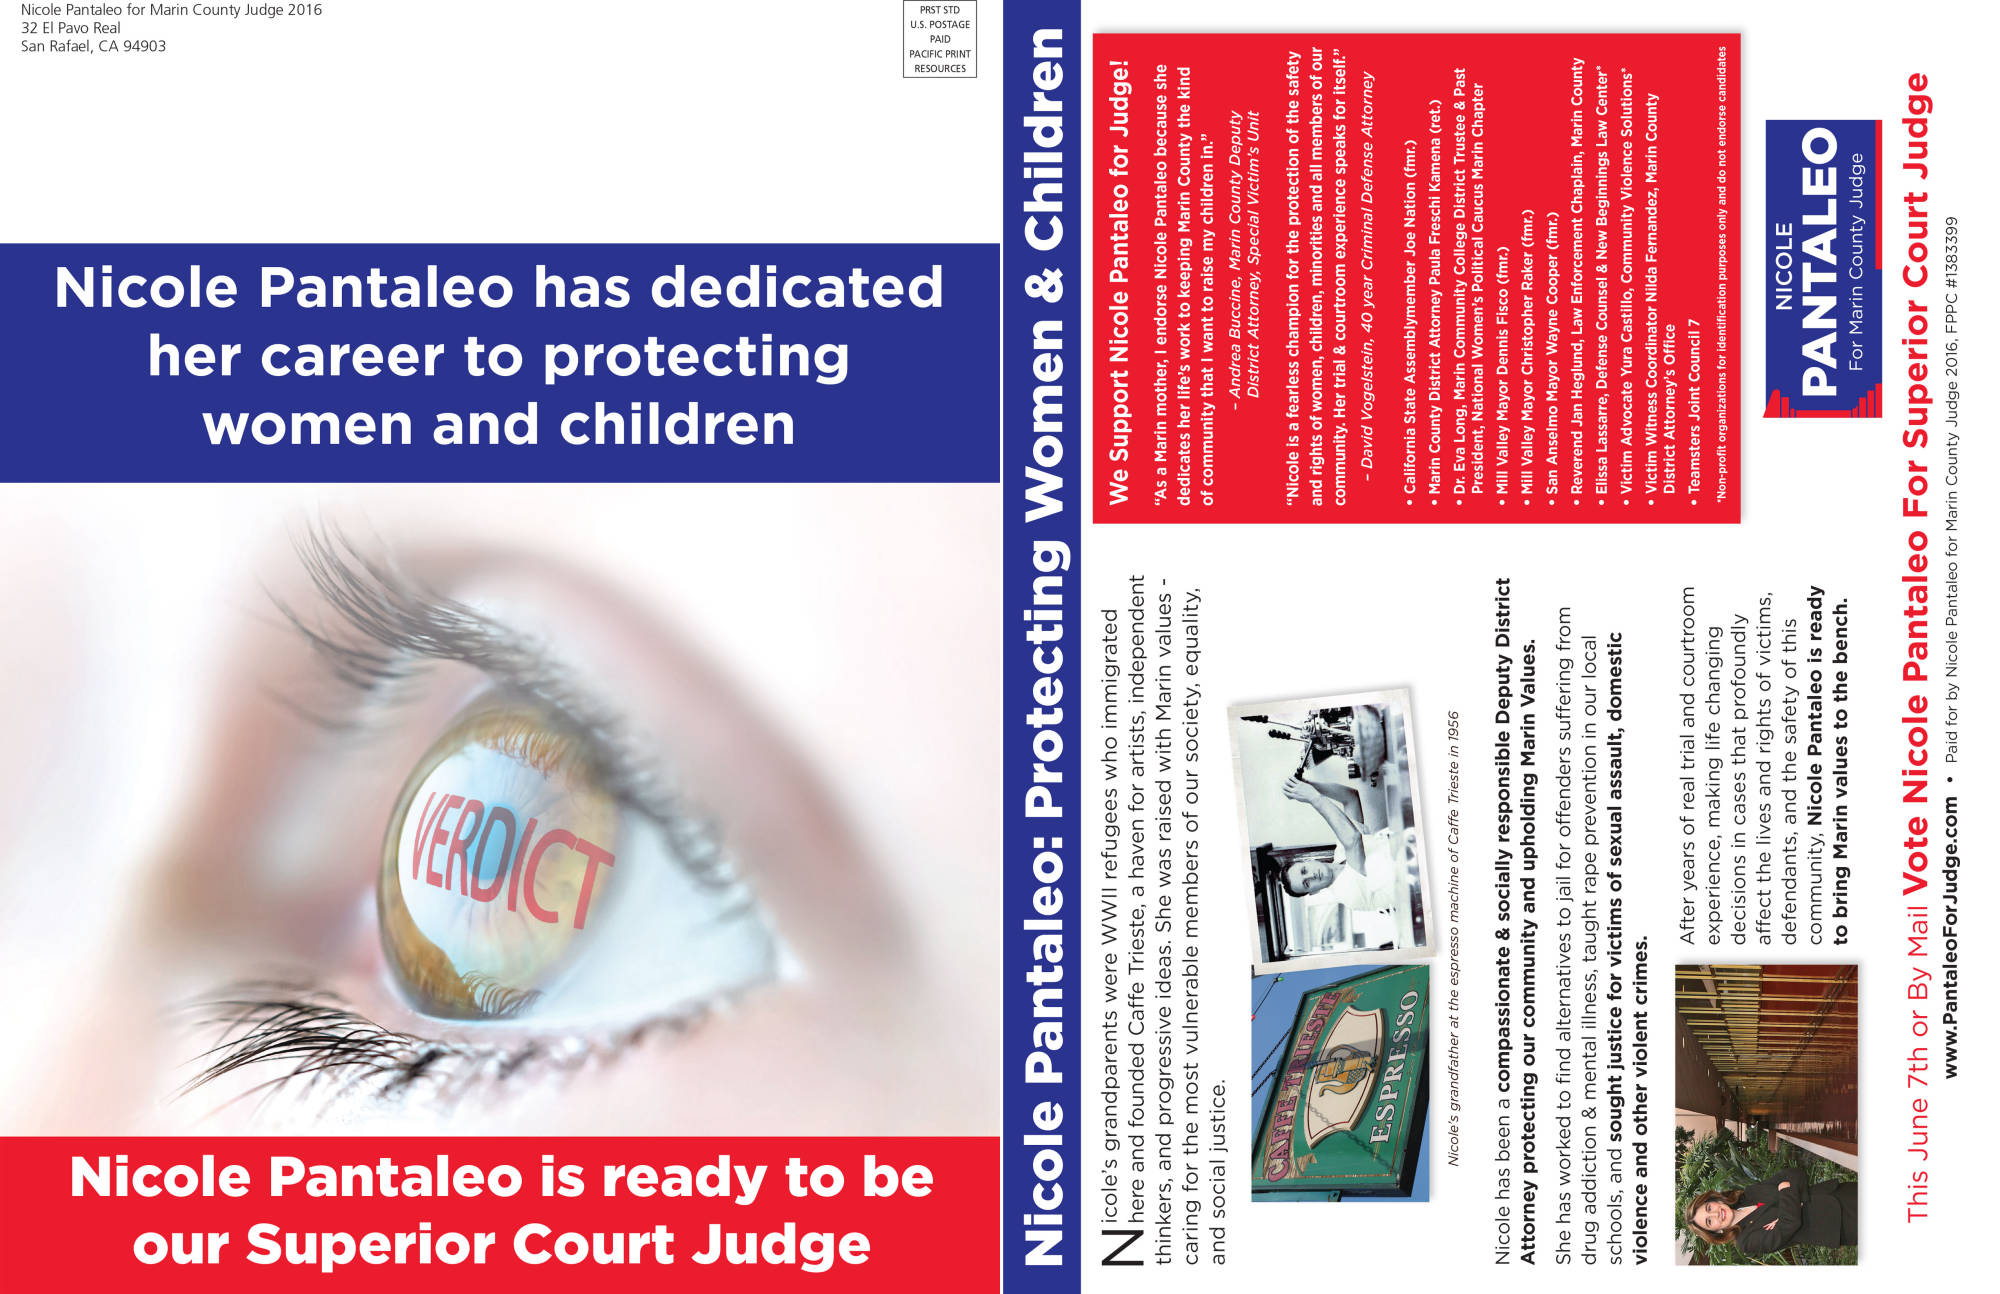 Nicole Pantaleo for Marin County Judge 2016
32 El Pavo Real
San Rafael, CA 94903
PRST STD
U.S. POSTAGE
PAID
PACIFIC PRINT
RESOURCES
Nicole Pantaleo has dedicated
her career to protecting
women and children
VERDICT
Nicole Pantaleo is ready to be
our Superior Court Judge
Nicole Pantaleo: Protecting Women & Children
Nicole's grandparents were WWII refugees who immigrated
here and founded Caffe Trieste, a haven for artists, independent
thinkers, and progressive ideas. She was raised with Marin values -
caring for the most vulnerable members of our society, equality,
and social justice.
CAFFE TRIESTE
ESPRESSO
Nicole's grandfather at the espresso machine of Caffe Trieste in 1956
Nicole has been a compassionate & socially responsible Deputy District
Attorney protecting our community and upholding Marin Values.
She has worked to find alternatives to jail for offenders suffering from
drug addiction & mental illness, taught rape prevention in our local
schools, and sought justice for victims of sexual assault, domestic
violence and other violent crimes.
After years of real trial and courtroom
experience, making life changing
decisions in cases that profoundly
affect the lives and rights of victims,
defendants, and the safety of this
community, Nicole Pantaleo is ready
to bring Marin values to the bench.
We Support Nicole Pantaleo for Judge!
"As a Marin mother, I endorse Nicole Pantaleo because she
dedicates her life's work to keeping Marin County the kind
of community that I want to raise my children in."
– Andrea Buccine, Marin County Deputy
District Attorney, Special Victim's Unit
"Nicole is a fearless champion for the protection of the safety
and rights of women, children, minorities and all members of our
community. Her trial & courtroom experience speaks for itself."
– David Vogelstein, 40 year Criminal Defense Attorney
• California State Assemblymember Joe Nation (fmr.)
• Marin County District Attorney Paula Freschi Kamena (ret.)
• Dr. Eva Long, Marin Community College District Trustee & Past
President, National Women's Political Caucus Marin Chapter
• Mill Valley Mayor Dennis Fisco (fmr.)
• Mill Valley Mayor Christopher Raker (fmr.)
• San Anselmo Mayor Wayne Cooper (fmr.)
• Reverend Jan Heglund, Law Enforcement Chaplain, Marin County
• Elissa Lassarre, Defense Counsel & New Beginnings Law Center*
• Victim Advocate Yura Castillo, Community Violence Solutions*
• Victim Witness Coordinator Nilda Fernandez, Marin County
District Attorney's Office
• Teamsters Joint Council 7
*Non-profit organizations for identification purposes only and do not endorse candidates
NICOLE
PANTALEO
For Marin County Judge
This June 7th or By Mail Vote Nicole Pantaleo For Superior Court Judge
www.PantaleoForJudge.com • Paid for by Nicole Pantaleo for Marin County Judge 2016, FPPC #1383399